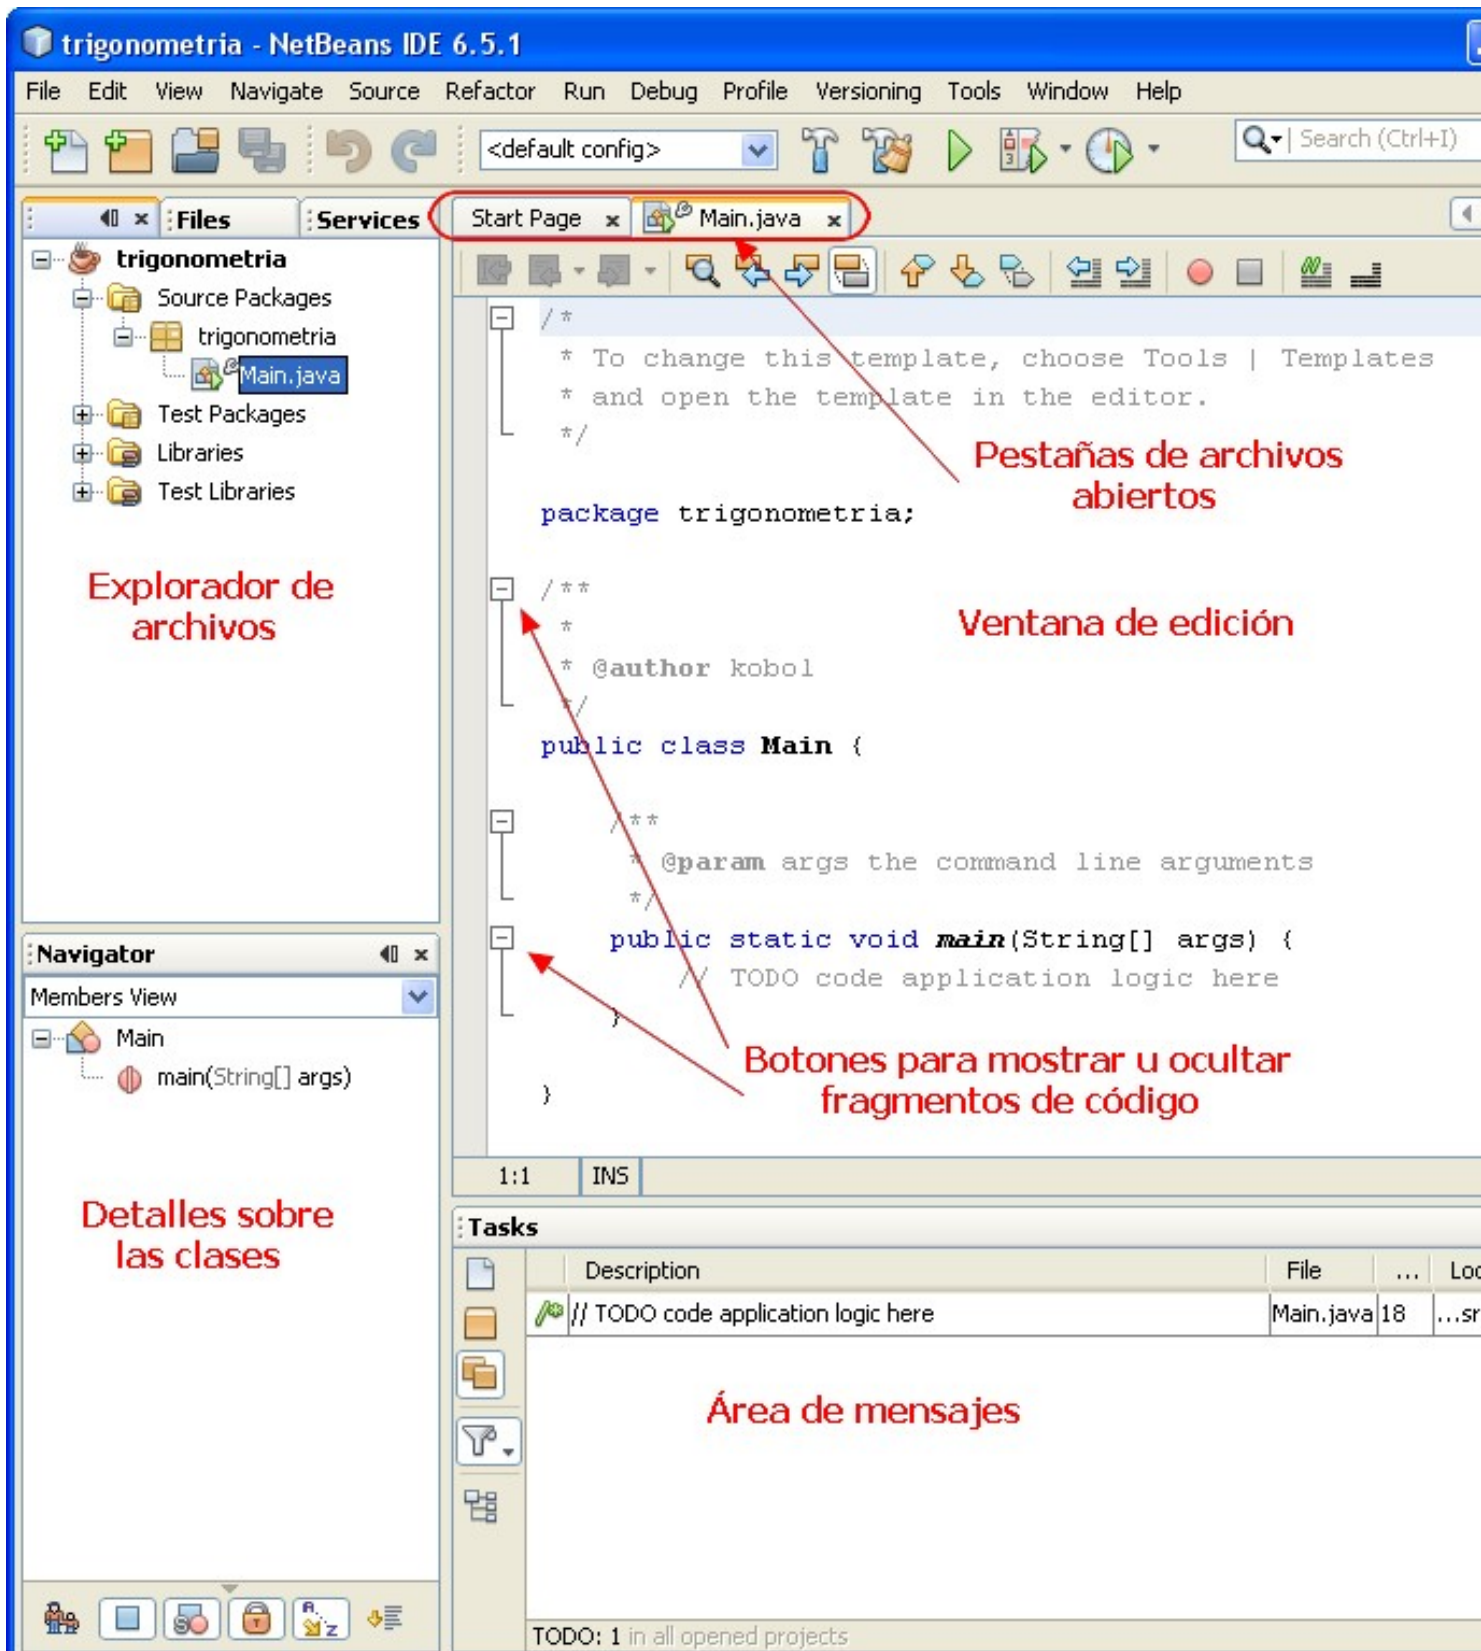 trigonometria - NetBeans IDE 6.5.1
File Edit View Navigate Source Refactor Run Debug Profile Versioning Tools Window Help
<default config>
Search (Ctrl+I)
Files Services
Start Page Main.java
trigonometria
Source Packages
trigonometria
Main.java
Test Packages
Libraries
Test Libraries
Explorador de
archivos
/*
* To change this template, choose Tools | Templates
* and open the template in the editor.
*/
Pestañas de archivos
abiertos
package trigonometria;
/**
*
Ventana de edición
* @author kobol
*/
public class Main {
/**
* @param args the command line arguments
*/
public static void main(String[] args) {
// TODO code application logic here
}
Botones para mostrar u ocultar
fragmentos de código
}
1:1 INS
Navigator
Members View
Main
main(String[] args)
Detalles sobre
las clases
Tasks
Description File ... Loc
// TODO code application logic here Main.java 18 ...sr
Área de mensajes
TODO: 1 in all opened projects